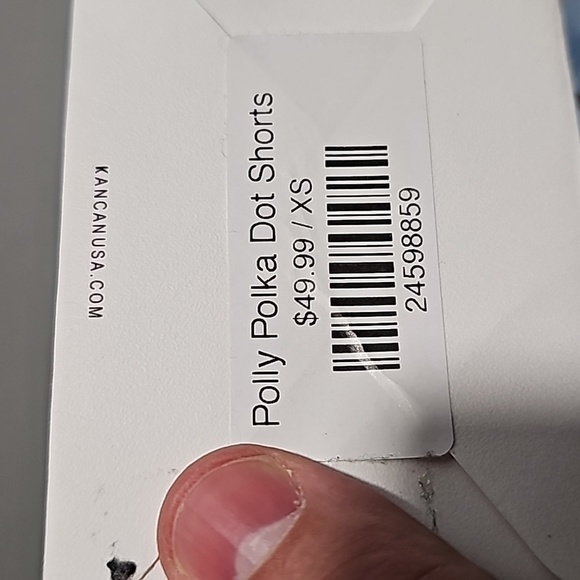 Polly Polka Dot Shorts
$49.99 / XS
24598859
KANCANUSA.COM